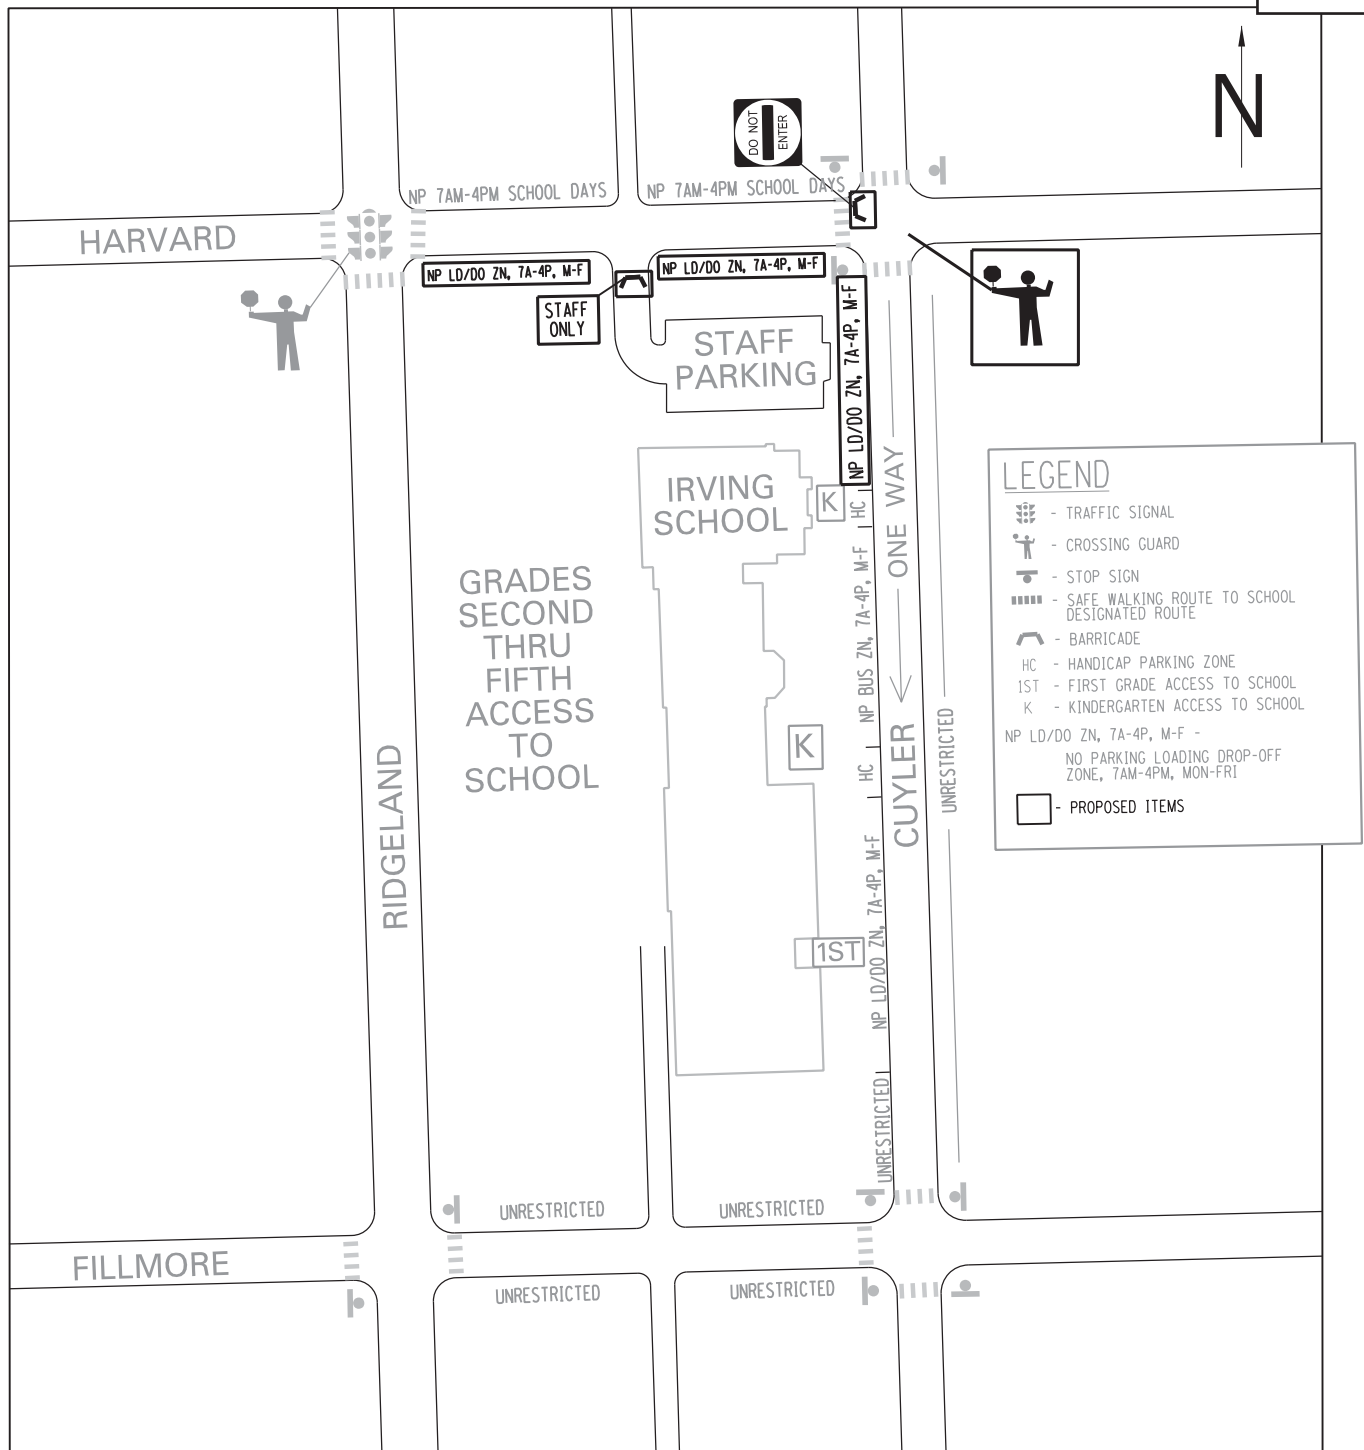 N
DO NOT
ENTER
NP 7AM-4PM SCHOOL DAYS
NP 7AM-4PM SCHOOL DAYS
HARVARD
NP LD/DO ZN, 7A-4P, M-F
NP LD/DO ZN, 7A-4P, M-F
STAFF
ONLY
STAFF
PARKING
NP LD/DO ZN, 7A-4P, M-F
IRVING
SCHOOL
K
HC
ONE WAY
LEGEND
- TRAFFIC SIGNAL
- CROSSING GUARD
- STOP SIGN
- SAFE WALKING ROUTE TO SCHOOL
DESIGNATED ROUTE
- BARRICADE
HC - HANDICAP PARKING ZONE
1ST - FIRST GRADE ACCESS TO SCHOOL
K - KINDERGARTEN ACCESS TO SCHOOL
NP LD/DO ZN, 7A-4P, M-F -
NO PARKING LOADING DROP-OFF
ZONE, 7AM-4PM, MON-FRI
- PROPOSED ITEMS
GRADES
SECOND
THRU
FIFTH
ACCESS
TO
SCHOOL
NP BUS ZN, 7A-4P, M-F
K
HC
CUYLER
UNRESTRICTED
RIDGELAND
NP LD/DO ZN, 7A-4P, M-F
1ST
UNRESTRICTED
UNRESTRICTED
UNRESTRICTED
FILLMORE
UNRESTRICTED
UNRESTRICTED